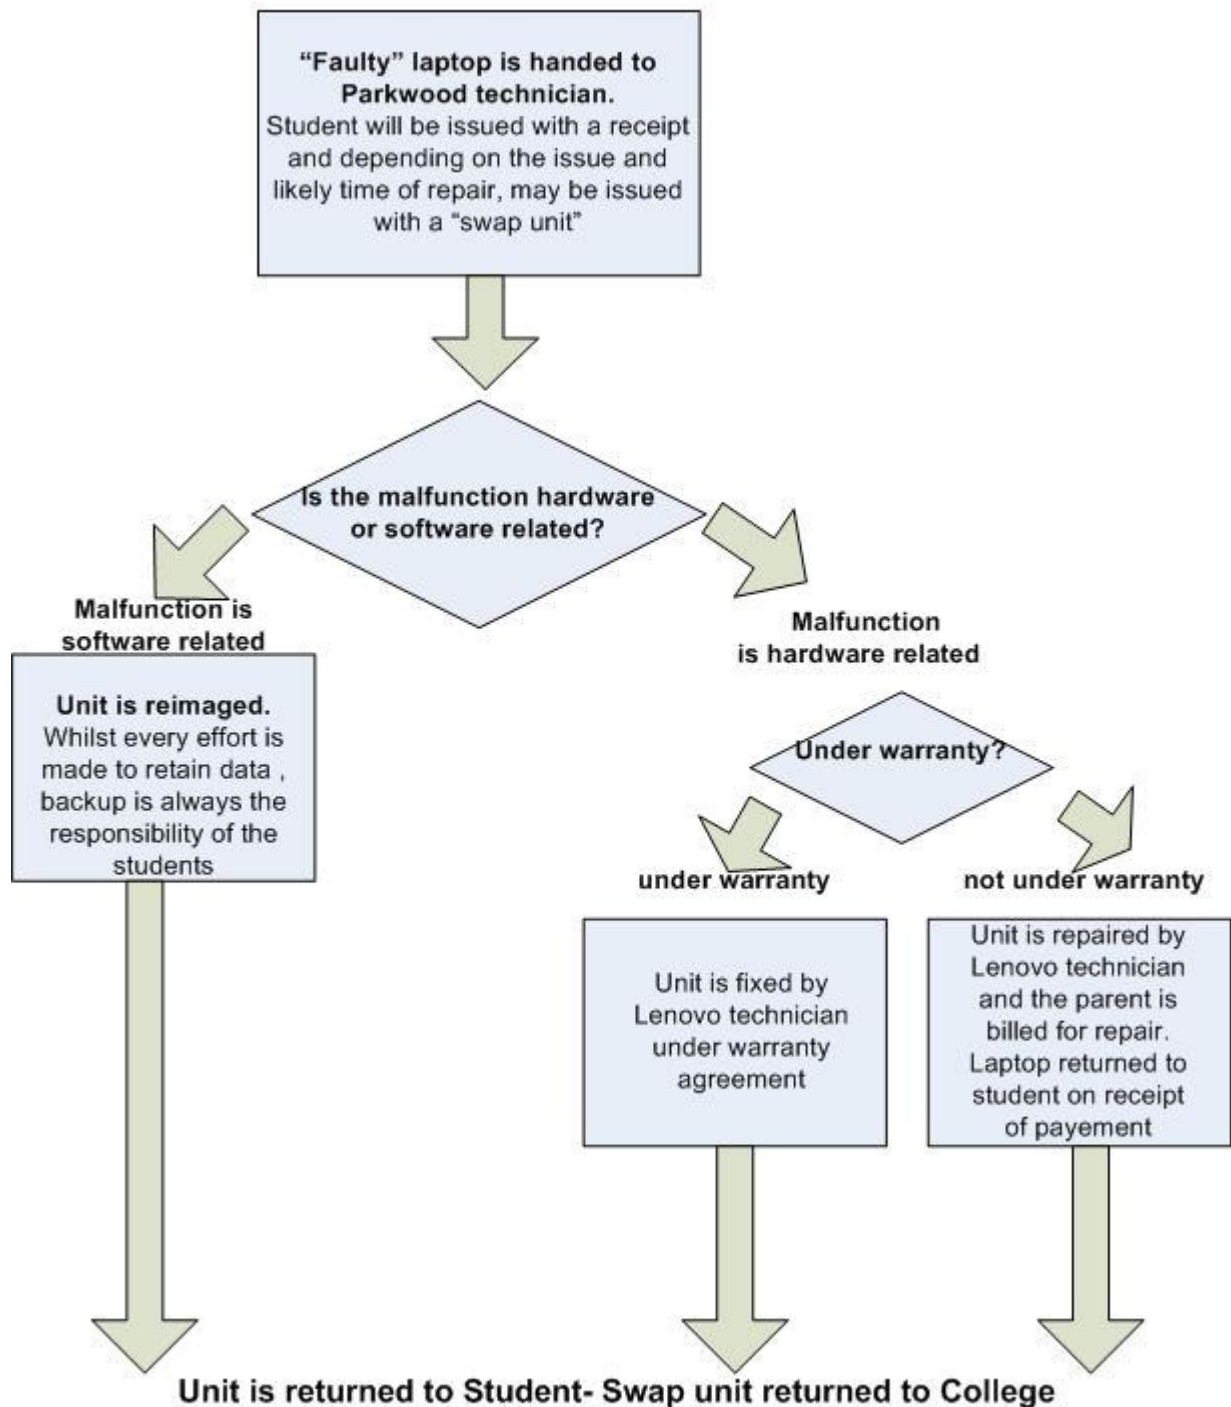 “Faulty” laptop is handed to
Parkwood technician.
Student will be issued with a receipt
and depending on the issue and
likely time of repair, may be issued
with a “swap unit”
Is the malfunction hardware
or software related?
Malfunction is
software related
Unit is reimaged.
Whilst every effort is
made to retain data ,
backup is always the
responsibility of the
students
Malfunction
is hardware related
Under warranty?
under warranty
Unit is fixed by
Lenovo technician
under warranty
agreement
not under warranty
Unit is repaired by
Lenovo technician
and the parent is
billed for repair.
Laptop returned to
student on receipt
of payement
Unit is returned to Student- Swap unit returned to College